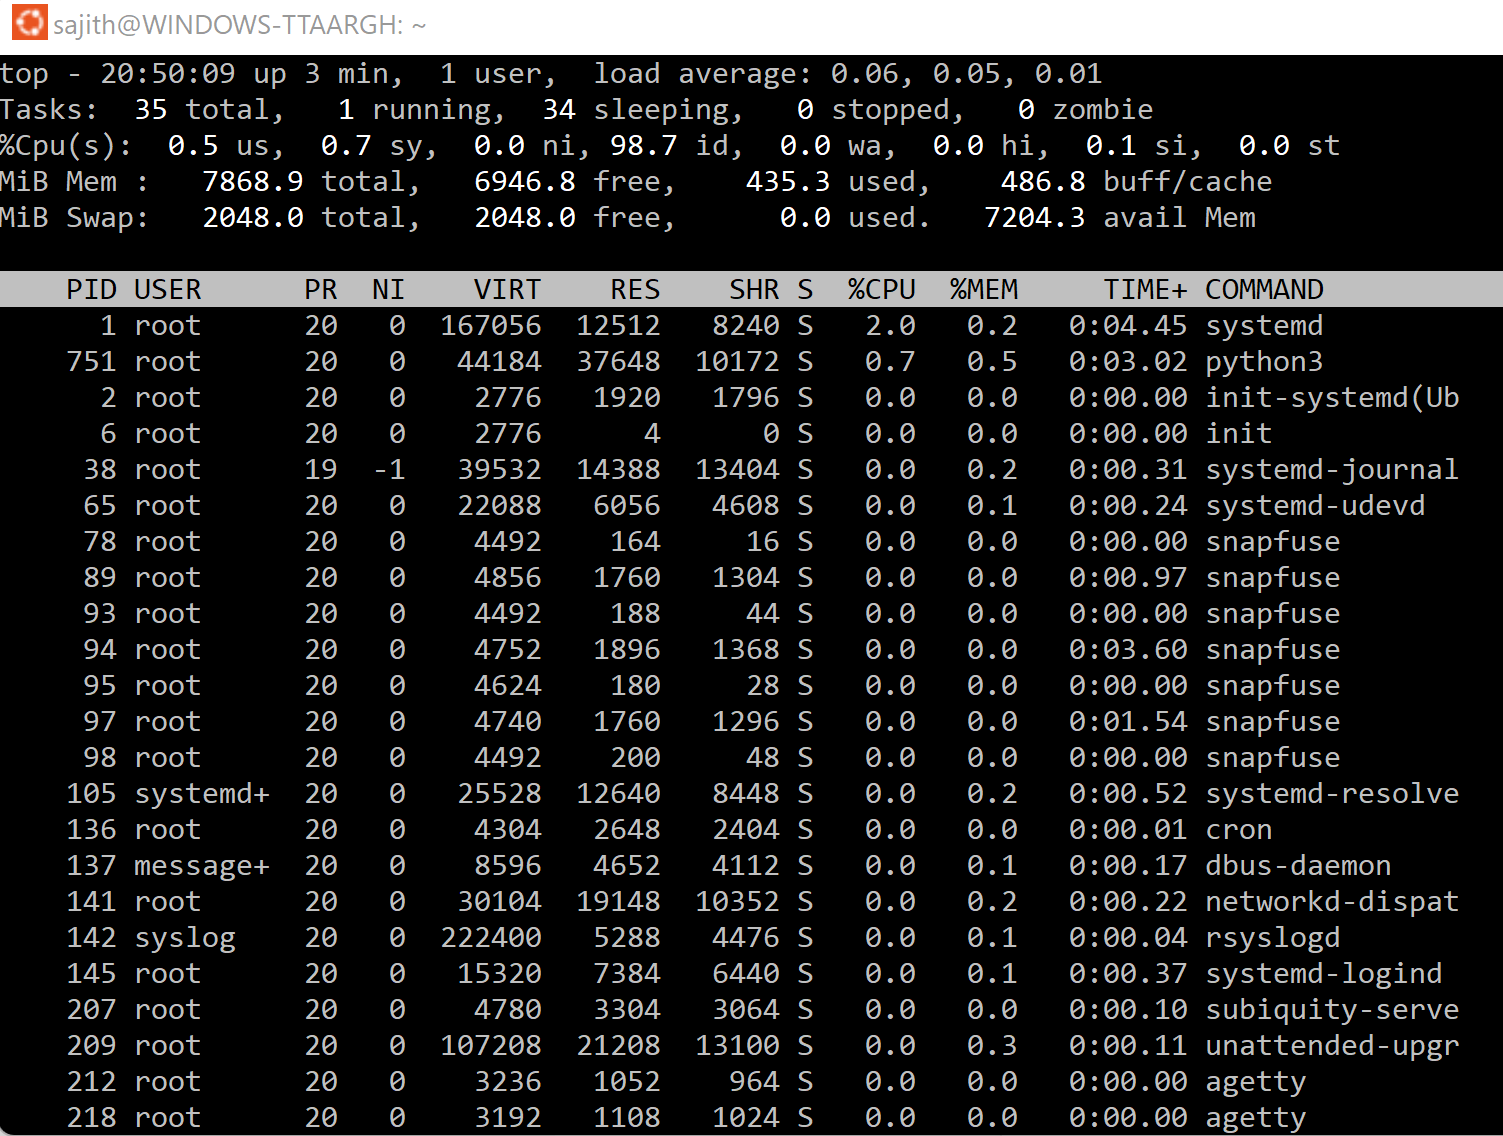 sajith@WINDOWS-TTAARGH: ~
top - 20:50:09 up 3 min,  1 user,  load average: 0.06, 0.05, 0.01
Tasks:  35 total,   1 running,  34 sleeping,   0 stopped,   0 zombie
%Cpu(s):  0.5 us,  0.7 sy,  0.0 ni, 98.7 id,  0.0 wa,  0.0 hi,  0.1 si,  0.0 st
MiB Mem :   7868.9 total,   6946.8 free,    435.3 used,    486.8 buff/cache
MiB Swap:   2048.0 total,   2048.0 free,      0.0 used.   7204.3 avail Mem
PID USER      PR  NI    VIRT    RES    SHR S  %CPU  %MEM     TIME+ COMMAND
1 root      20   0  167056  12512   8240 S   2.0   0.2   0:04.45 systemd
751 root      20   0   44184  37648  10172 S   0.7   0.5   0:03.02 python3
2 root      20   0    2776   1920   1796 S   0.0   0.0   0:00.00 init-systemd(Ub
6 root      20   0    2776      4      0 S   0.0   0.0   0:00.00 init
38 root      19  -1   39532  14388  13404 S   0.0   0.2   0:00.31 systemd-journal
65 root      20   0   22088   6056   4608 S   0.0   0.1   0:00.24 systemd-udevd
78 root      20   0    4492    164     16 S   0.0   0.0   0:00.00 snapfuse
89 root      20   0    4856   1760   1304 S   0.0   0.0   0:00.97 snapfuse
93 root      20   0    4492    188     44 S   0.0   0.0   0:00.00 snapfuse
94 root      20   0    4752   1896   1368 S   0.0   0.0   0:03.60 snapfuse
95 root      20   0    4624    180     28 S   0.0   0.0   0:00.00 snapfuse
97 root      20   0    4740   1760   1296 S   0.0   0.0   0:01.54 snapfuse
98 root      20   0    4492    200     48 S   0.0   0.0   0:00.00 snapfuse
105 systemd+  20   0   25528  12640   8448 S   0.0   0.2   0:00.52 systemd-resolve
136 root      20   0    4304   2648   2404 S   0.0   0.0   0:00.01 cron
137 message+  20   0    8596   4652   4112 S   0.0   0.1   0:00.17 dbus-daemon
141 root      20   0   30104  19148  10352 S   0.0   0.2   0:00.22 networkd-dispat
142 syslog    20   0  222400   5288   4476 S   0.0   0.1   0:00.04 rsyslogd
145 root      20   0   15320   7384   6440 S   0.0   0.1   0:00.37 systemd-logind
207 root      20   0    4780   3304   3064 S   0.0   0.0   0:00.10 subiquity-serve
209 root      20   0  107208  21208  13100 S   0.0   0.3   0:00.11 unattended-upgr
212 root      20   0    3236   1052    964 S   0.0   0.0   0:00.00 agetty
218 root      20   0    3192   1108   1024 S   0.0   0.0   0:00.00 agetty